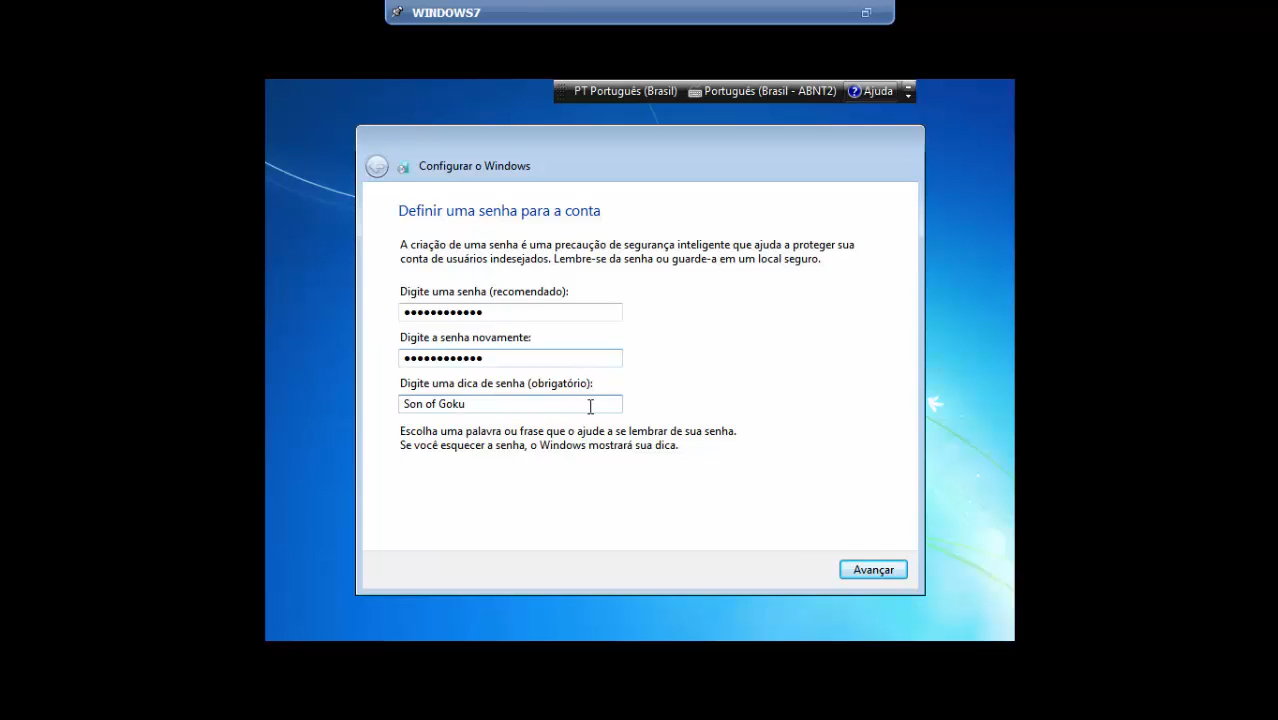 WINDOWS7
PT Português (Brasil) Português (Brasil - ABNT2) ? Ajuda
Configurar o Windows
Definir uma senha para a conta
A criação de uma senha é uma precaução de segurança inteligente que ajuda a proteger sua
conta de usuários indesejados. Lembre-se da senha ou guarde-a em um local seguro.
Digite uma senha (recomendado):
●●●●●●●●●●●●
Digite a senha novamente:
●●●●●●●●●●●●
Digite uma dica de senha (obrigatório):
Son of Goku
Escolha uma palavra ou frase que o ajude a se lembrar de sua senha.
Se você esquecer a senha, o Windows mostrará sua dica.
Avançar